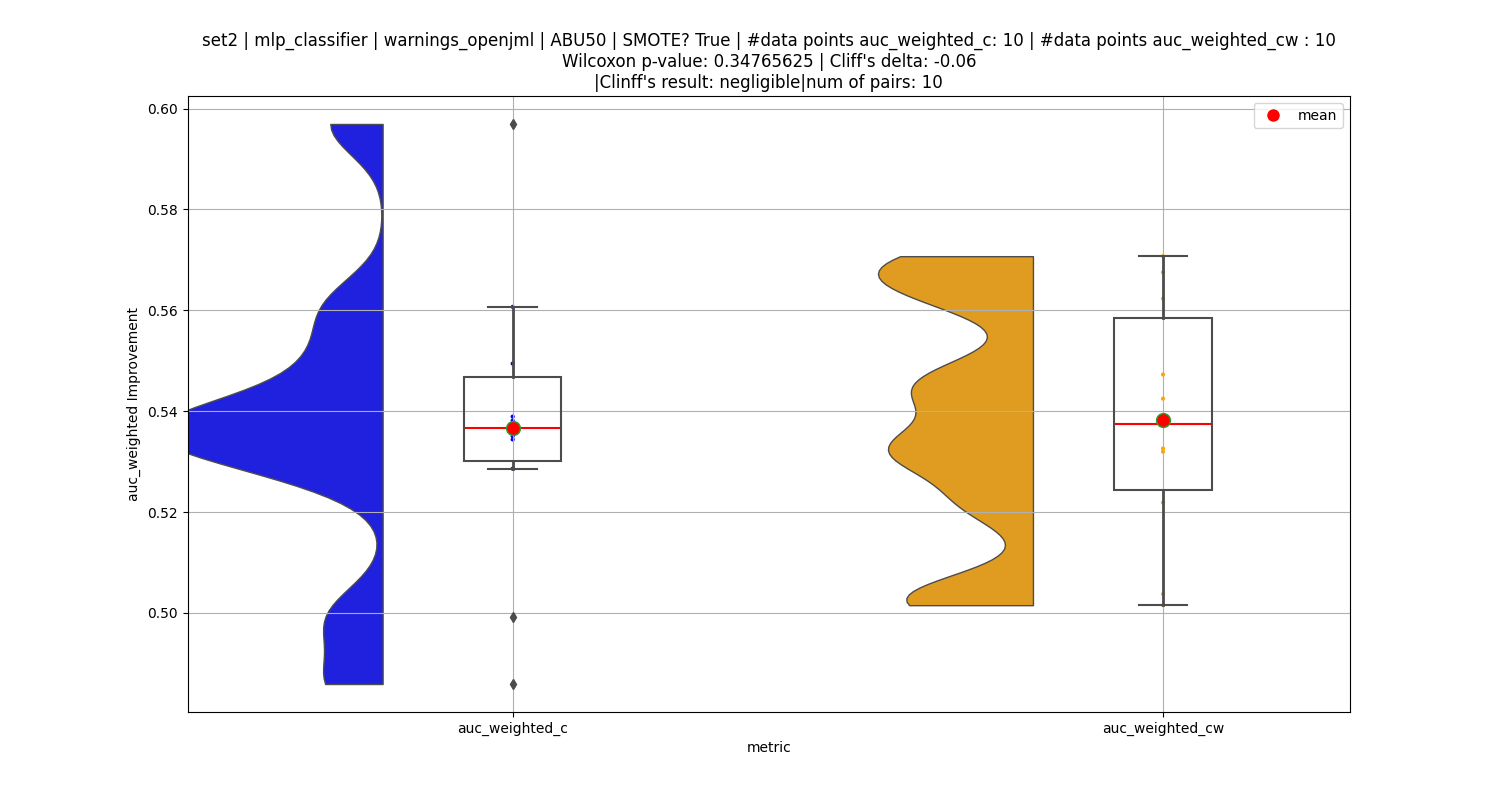 set2 | mlp_classifier | warnings_openjml | ABU50 | SMOTE? True | #data points auc_weighted_c: 10 | #data points auc_weighted_cw : 10
Wilcoxon p-value: 0.34765625 | Cliff's delta: -0.06
|Clinff's result: negligible|num of pairs: 10
mean
0.60
0.58
0.56
0.54
0.52
0.50
auc_weighted Improvement
auc_weighted_c
auc_weighted_cw
metric